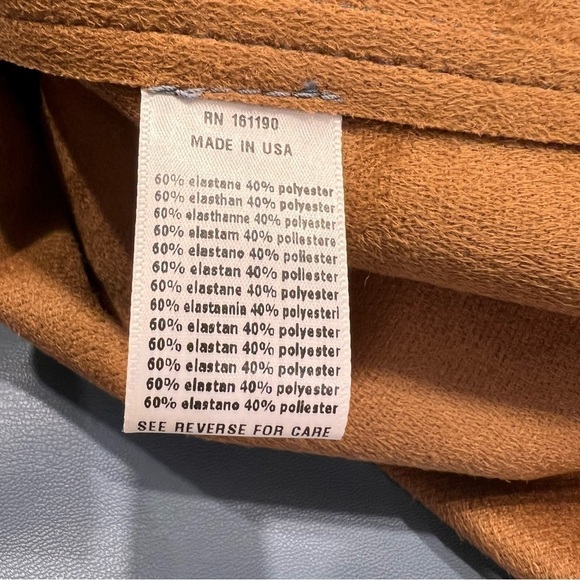 RN 161190
MADE IN USA
60% elastane 40% polyester
60% elasthan 40% polyester
60% elasthanne 40% polyester
60% elastam 40% poliestere
60% elastano 40% poliester
60% elastan 40% polyester
60% elastane 40% polyester
60% elastaania 40% polyesteri
60% elastan 40% polyester
60% elastan 40% polyester
60% elastan 40% polyester
60% elastan 40% polyester
60% elastano 40% poliester
SEE REVERSE FOR CARE